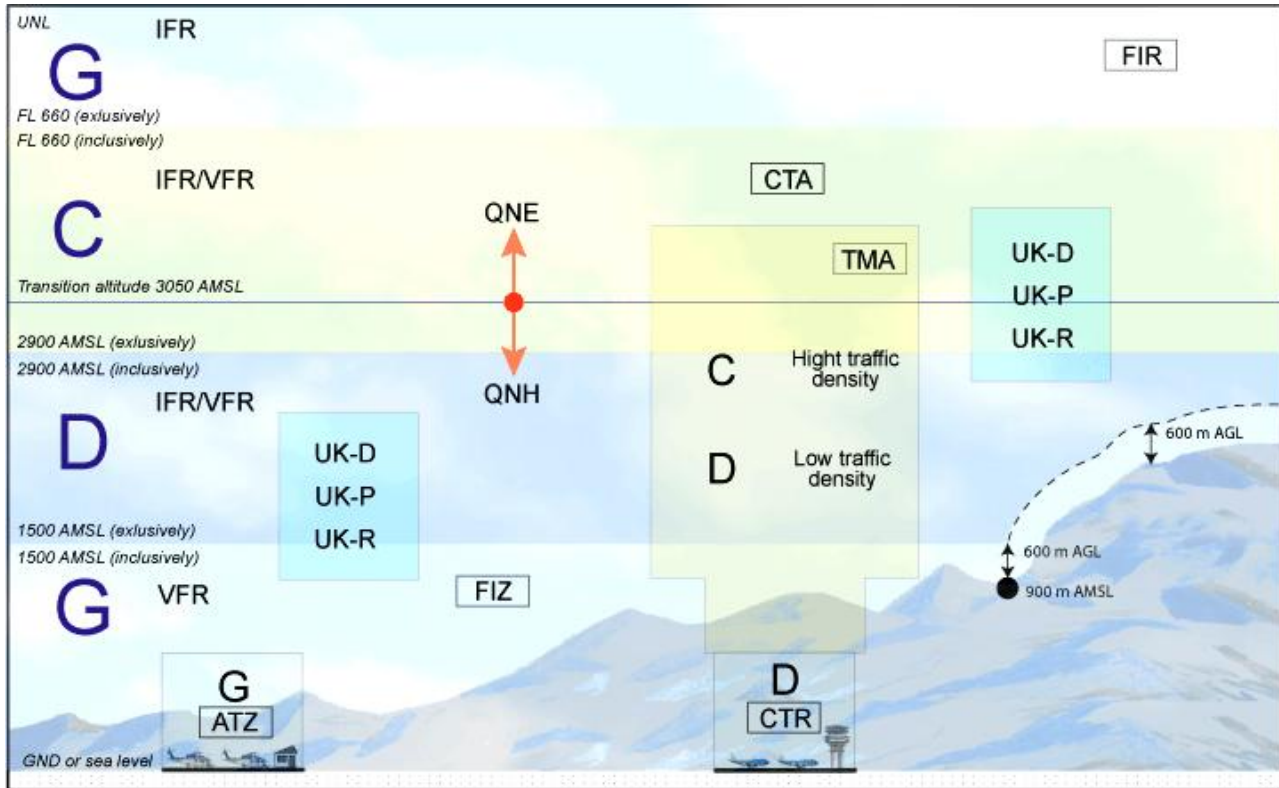 UNL
IFR
G
FIR
FL 660 (exlusively)
FL 660 (inclusively)
IFR/VFR
CTA
C
QNE
TMA
UK-D
UK-P
UK-R
Transition altitude 3050 AMSL
2900 AMSL (exlusively)
2900 AMSL (inclusively)
QNH
C
Hight traffic
density
IFR/VFR
D
UK-D
UK-P
UK-R
D
Low traffic
density
600 m AGL
1500 AMSL (exlusively)
1500 AMSL (inclusively)
600 m AGL
900 m AMSL
G
VFR
FIZ
G
ATZ
D
CTR
GND or sea level